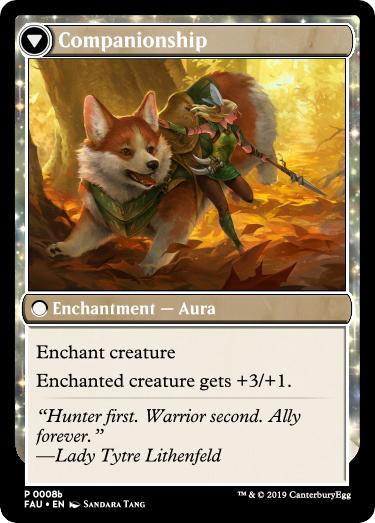 Companionship
Enchantment — Aura
Enchant creature
Enchanted creature gets +3/+1.
“Hunter first. Warrior second. Ally
forever.”
—Lady Tytre Lithenfeld
P 0008b
FAU • EN SANDARA TANG
™ & © 2019 CanterburyEgg